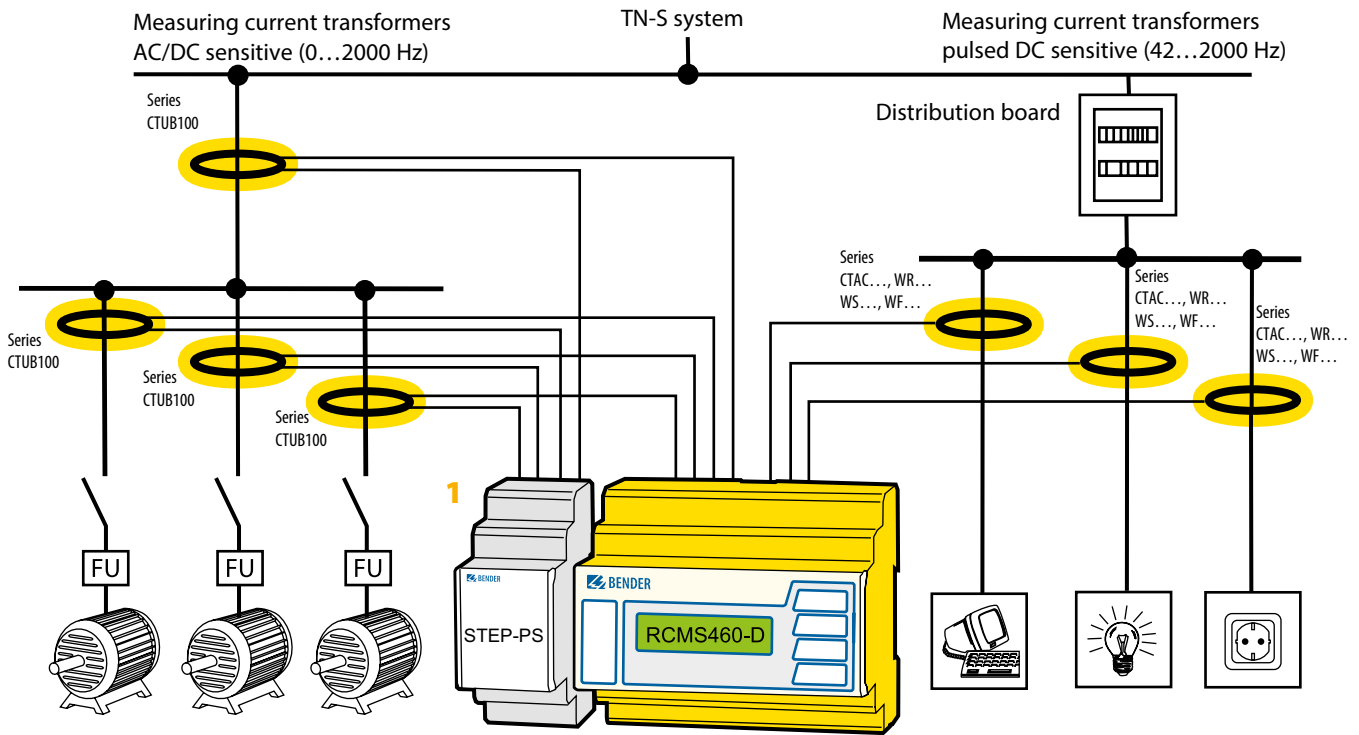 Measuring current transformers
AC/DC sensitive (0…2000 Hz)
TN-S system
Measuring current transformers
pulsed DC sensitive (42…2000 Hz)
Series
CTUB100
Distribution board
Series
CTAC…, WR…
WS…, WF…
Series
CTAC…, WR…
WS…, WF…
Series
CTAC…, WR…
WS…, WF…
Series
CTUB100
Series
CTUB100
Series
CTUB100
1
FU
FU
FU
BENDER
STEP-PS
BENDER
RCMS460-D